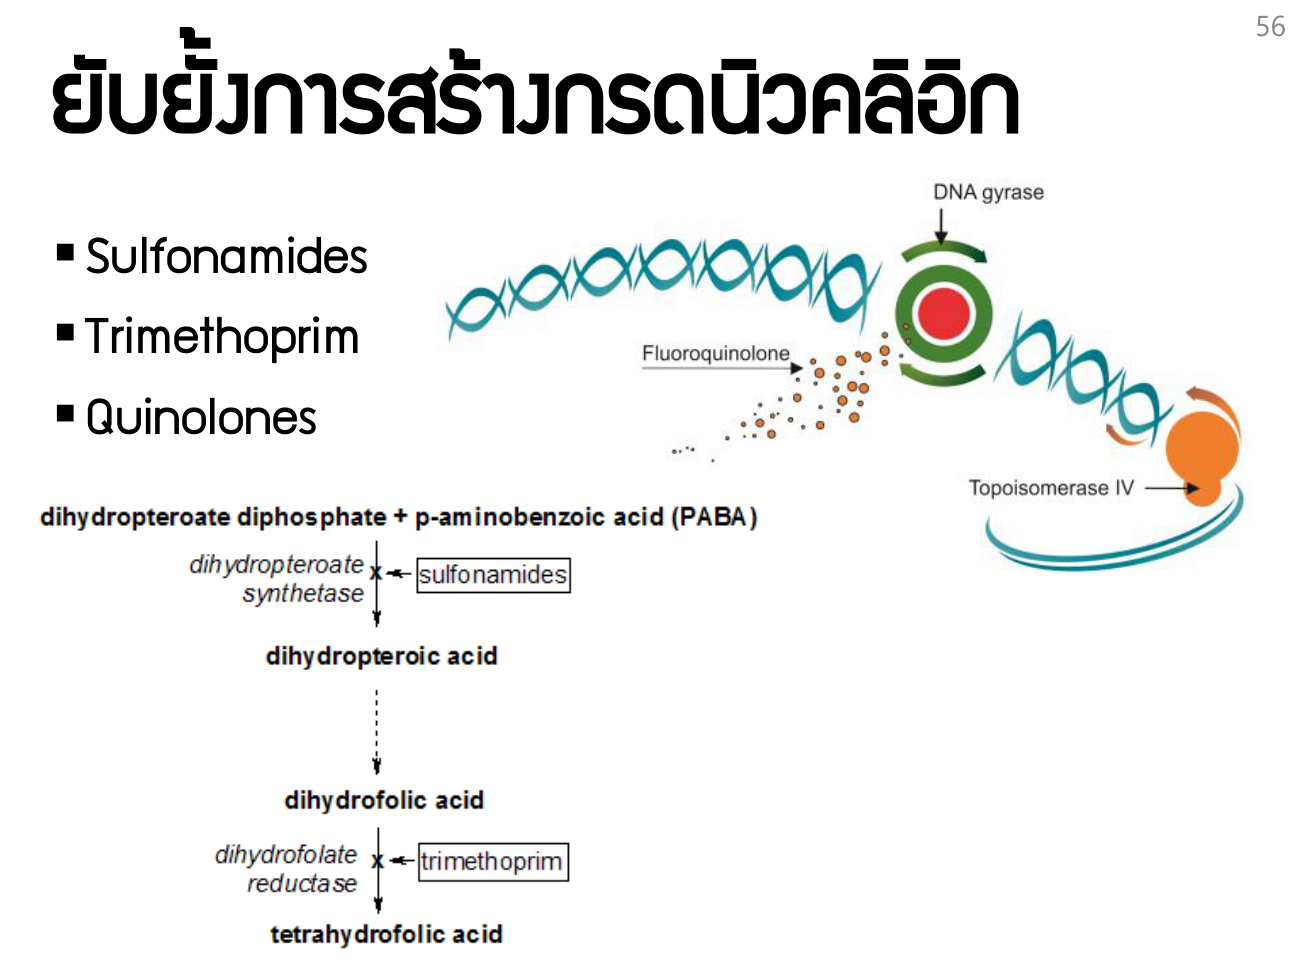 56
ยับยั้งการสร้างกรดนิวคลิอิก
▪ Sulfonamides
▪ Trimethoprim
▪ Quinolones
DNA gyrase
Fluoroquinolone
Topoisomerase IV
dihydropteroate diphosphate + p-aminobenzoic acid (PABA)
dihydropteroate
synthetase
x
sulfonamides
dihydropteroic acid
dihydrofolic acid
dihydrofolate
reductase
x
trimethoprim
tetrahydrofolic acid